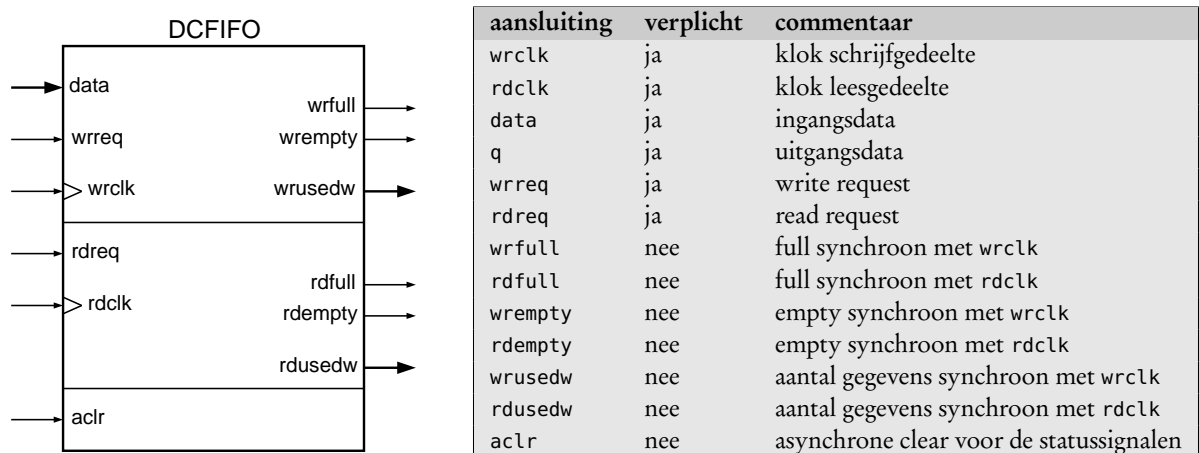 DCFIFO
data
wrreq
wrclk
rdreq
rdclk
aclr
wrfull
wrempty
wrusedw
rdfull
rdempty
rdusedw
aansluiting verplicht commentaar
wrclk ja klok schrijfgedeelte
rdclk ja klok leesgedeelte
data ja ingangsdata
q ja uitgangsdata
wrreq ja write request
rdreq ja read request
wrfull nee full synchroon met wrclk
rdfull nee full synchroon met rdclk
wrempty nee empty synchroon met wrclk
rdempty nee empty synchroon met rdclk
wrusedw nee aantal gegevens synchroon met wrclk
rdusedw nee aantal gegevens synchroon met rdclk
aclr nee asynchrone clear voor de statussignalen